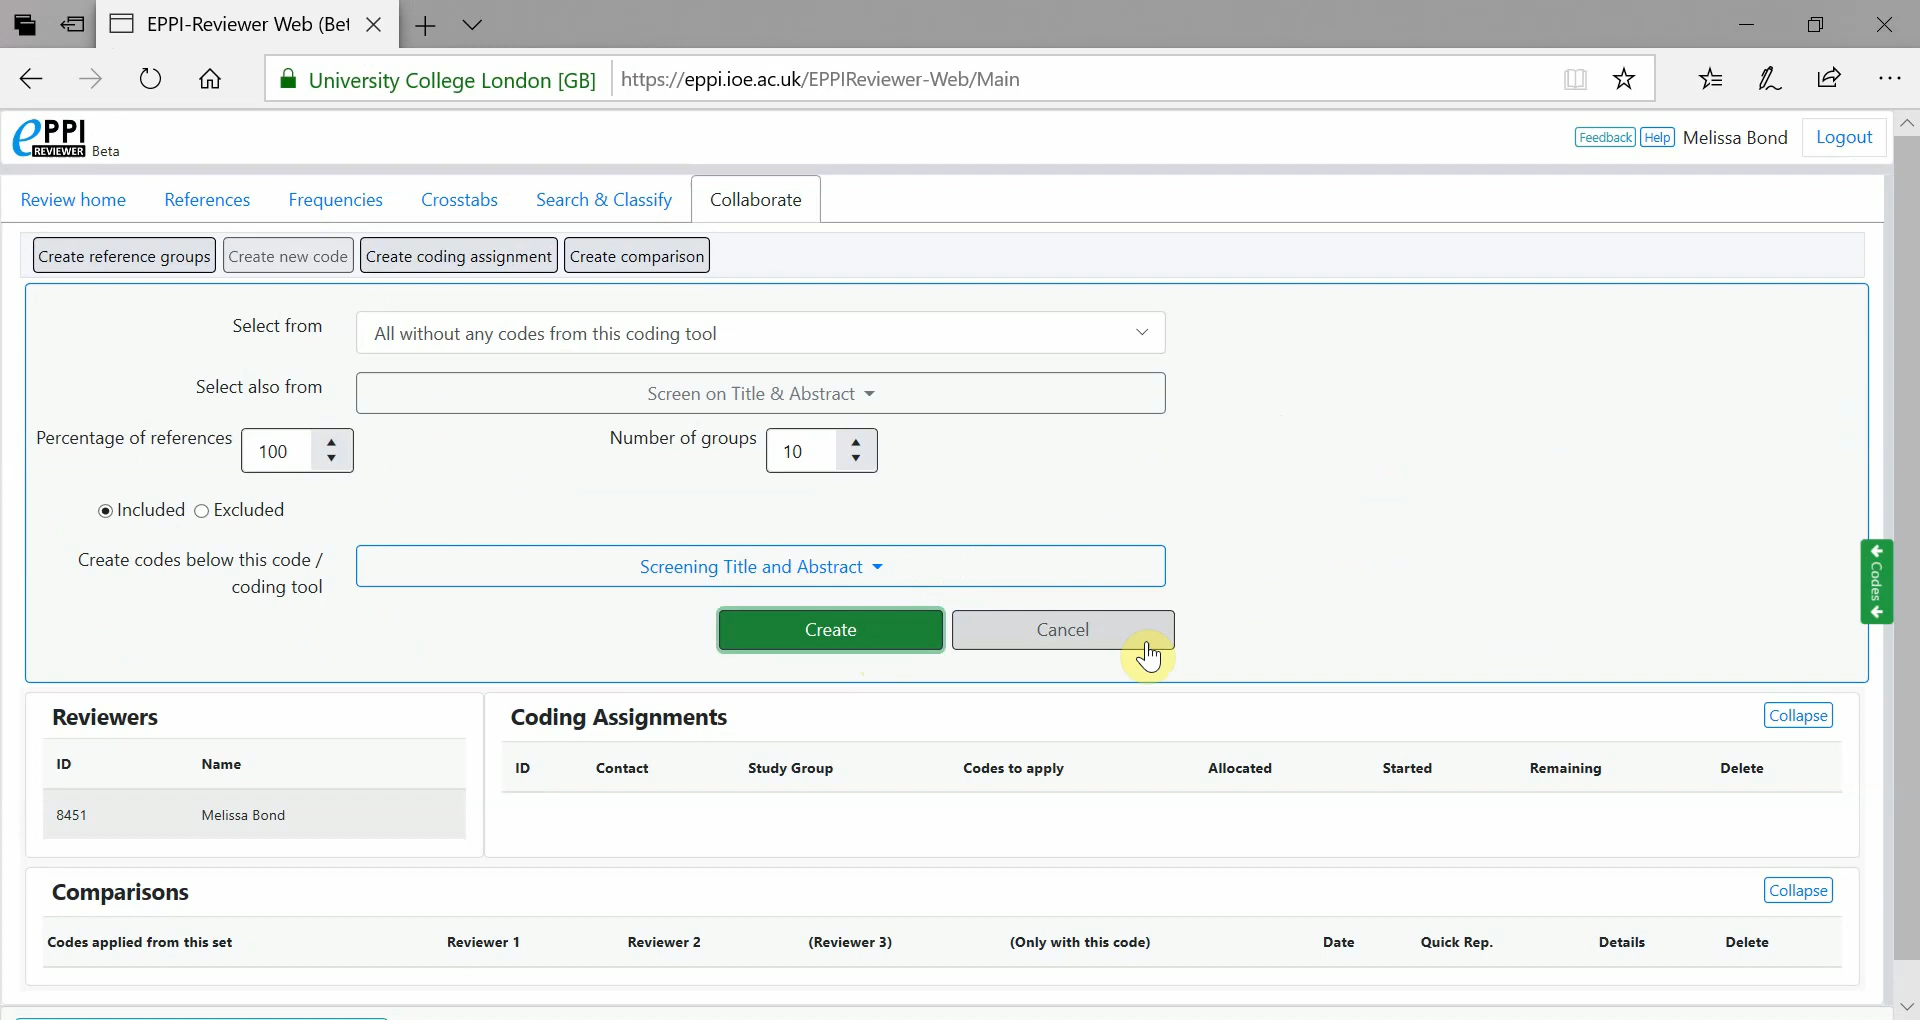 EPPI-Reviewer Web (Bet
University College London [GB] https://eppi.ioe.ac.uk/EPPIReviewer-Web/Main
ePPI REVIEWER Beta
Feedback Help Melissa Bond Logout
Review home References Frequencies Crosstabs Search & Classify Collaborate
Create reference groups Create new code Create coding assignment Create comparison
Select from All without any codes from this coding tool
Select also from Screen on Title & Abstract
Percentage of references 100 Number of groups 10
Included Excluded
Create codes below this code / coding tool Screening Title and Abstract
Create Cancel
Codes
Reviewers
ID Name
8451 Melissa Bond
Coding Assignments Collapse
ID Contact Study Group Codes to apply Allocated Started Remaining Delete
Comparisons Collapse
Codes applied from this set Reviewer 1 Reviewer 2 (Reviewer 3) (Only with this code) Date Quick Rep. Details Delete